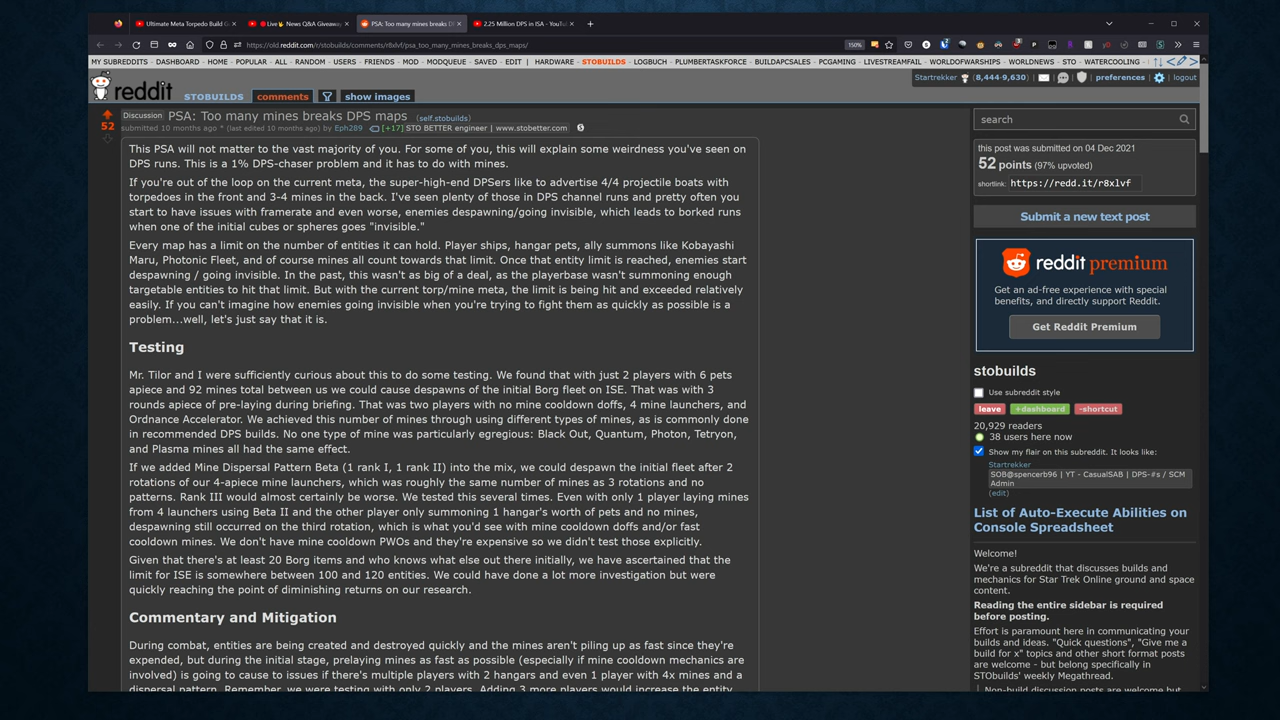 Ultimate Meta Torpedo Build G
Live News Q&A Giveaway
PSA: Too many mines breaks D
2.25 Million DPS in ISA - YouTub
https://old.reddit.com/r/stobuilds/comments/r8xlvf/psa_too_many_mines_breaks_dps_maps/
150%
MY SUBREDDITS - DASHBOARD - HOME - POPULAR - ALL - RANDOM - USERS - FRIENDS - MOD - MODQUEUE - SAVED - EDIT | HARDWARE - STOBUILDS - LOGBUCH - PLUMBERTASKFORCE - BUILDAPCSALES - PCGAMING - LIVESTREAMFAIL - WORLDOFWARSHIPS - WORLDNEWS - STO - WATERCOOLING
Startrekker (8,444·9,630) preferences logout
reddit STOBUILDS comments show images
52
Discussion PSA: Too many mines breaks DPS maps (self.stobuilds)
submitted 10 months ago * (last edited 10 months ago) by Eph289 [+17] STO BETTER engineer | www.stobetter.com
This PSA will not matter to the vast majority of you. For some of you, this will explain some weirdness you've seen on
DPS runs. This is a 1% DPS-chaser problem and it has to do with mines.
If you're out of the loop on the current meta, the super-high-end DPSers like to advertise 4/4 projectile boats with
torpedoes in the front and 3-4 mines in the back. I've seen plenty of those in DPS channel runs and pretty often you
start to have issues with framerate and even worse, enemies despawning/going invisible, which leads to borked runs
when one of the initial cubes or spheres goes "invisible."
Every map has a limit on the number of entities it can hold. Player ships, hangar pets, ally summons like Kobayashi
Maru, Photonic Fleet, and of course mines all count towards that limit. Once that entity limit is reached, enemies start
despawning / going invisible. In the past, this wasn't as big of a deal, as the playerbase wasn't summoning enough
targetable entities to hit that limit. But with the current torp/mine meta, the limit is being hit and exceeded relatively
easily. If you can't imagine how enemies going invisible when you're trying to fight them as quickly as possible is a
problem...well, let's just say that it is.
Testing
Mr. Tilor and I were sufficiently curious about this to do some testing. We found that with just 2 players with 6 pets
apiece and 92 mines total between us we could cause despawns of the initial Borg fleet on ISE. That was with 3
rounds apiece of pre-laying during briefing. That was two players with no mine cooldown doffs, 4 mine launchers, and
Ordnance Accelerator. We achieved this number of mines through using different types of mines, as is commonly done
in recommended DPS builds. No one type of mine was particularly egregious: Black Out, Quantum, Photon, Tetryon,
and Plasma mines all had the same effect.
If we added Mine Dispersal Pattern Beta (1 rank I, 1 rank II) into the mix, we could despawn the initial fleet after 2
rotations of our 4-apiece mine launchers, which was roughly the same number of mines as 3 rotations and no
patterns. Rank III would almost certainly be worse. We tested this several times. Even with only 1 player laying mines
from 4 launchers using Beta II and the other player only summoning 1 hangar's worth of pets and no mines,
despawning still occurred on the third rotation, which is what you'd see with mine cooldown doffs and/or fast
cooldown mines. We don't have mine cooldown PWOs and they're expensive so we didn't test those explicitly.
Given that there's at least 20 Borg items and who knows what else out there initially, we have ascertained that the
limit for ISE is somewhere between 100 and 120 entities. We could have done a lot more investigation but were
quickly reaching the point of diminishing returns on our research.
Commentary and Mitigation
During combat, entities are being created and destroyed quickly and the mines aren't piling up as fast since they're
expended, but during the initial stage, prelaying mines as fast as possible (especially if mine cooldown mechanics are
involved) is going to cause to issues if there's multiple players with 2 hangars and even 1 player with 4x mines and a
dispersal pattern. Remember, we were testing with only 2 players. Adding 3 more players would increase the entity
search
this post was submitted on 04 Dec 2021
52 points (97% upvoted)
shortlink: https://redd.it/r8xlvf
Submit a new text post
reddit premium
Get an ad-free experience with special
benefits, and directly support Reddit.
Get Reddit Premium
stobuilds
Use subreddit style
leave +dashboard -shortcut
20,929 readers
38 users here now
Show my flair on this subreddit. It looks like:
Startrekker
SOB@spencerb96 | YT - CasualSAB | DPS-#s / SCM
Admin
(edit)
List of Auto-Execute Abilities on
Console Spreadsheet
Welcome!
We're a subreddit that discusses builds and
mechanics for Star Trek Online ground and space
content.
Reading the entire sidebar is required
before posting.
Effort is paramount here in communicating your
builds and ideas. "Quick questions", "Give me a
build for x" topics and other short format posts
are welcome - but belong specifically in
STObuilds' weekly Megathread.
Non-build discussion posts are welcome but